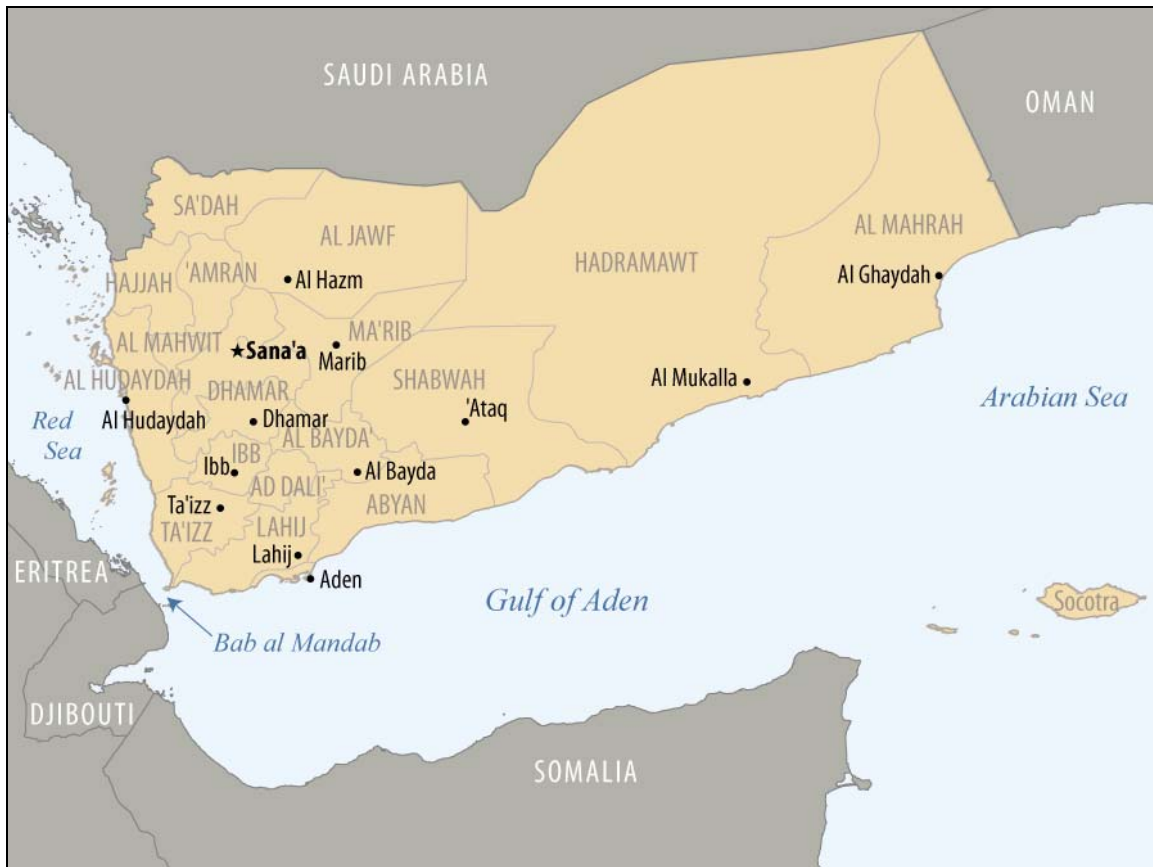 SAUDI ARABIA
OMAN
SA'DAH
AL JAWF
AL MAHRAH
HADRAMAWT
'AMRAN
HAJJAH
Al Hazm
Al Ghaydah
MA'RIB
AL MAHWIT
Sana'a
Marib
AL HUDAYDAH
SHABWAH
Al Mukalla
DHAMAR
Arabian Sea
'Ataq
Red
Sea
Al Hudaydah
Dhamar
AL BAYDA'
IBB
Ibb
Al Bayda
AD DALI'
ABYAN
Ta'izz
TA'IZZ
LAHIJ
Lahij
ERITREA
Aden
Gulf of Aden
Socotra
Bab al Mandab
DJIBOUTI
SOMALIA